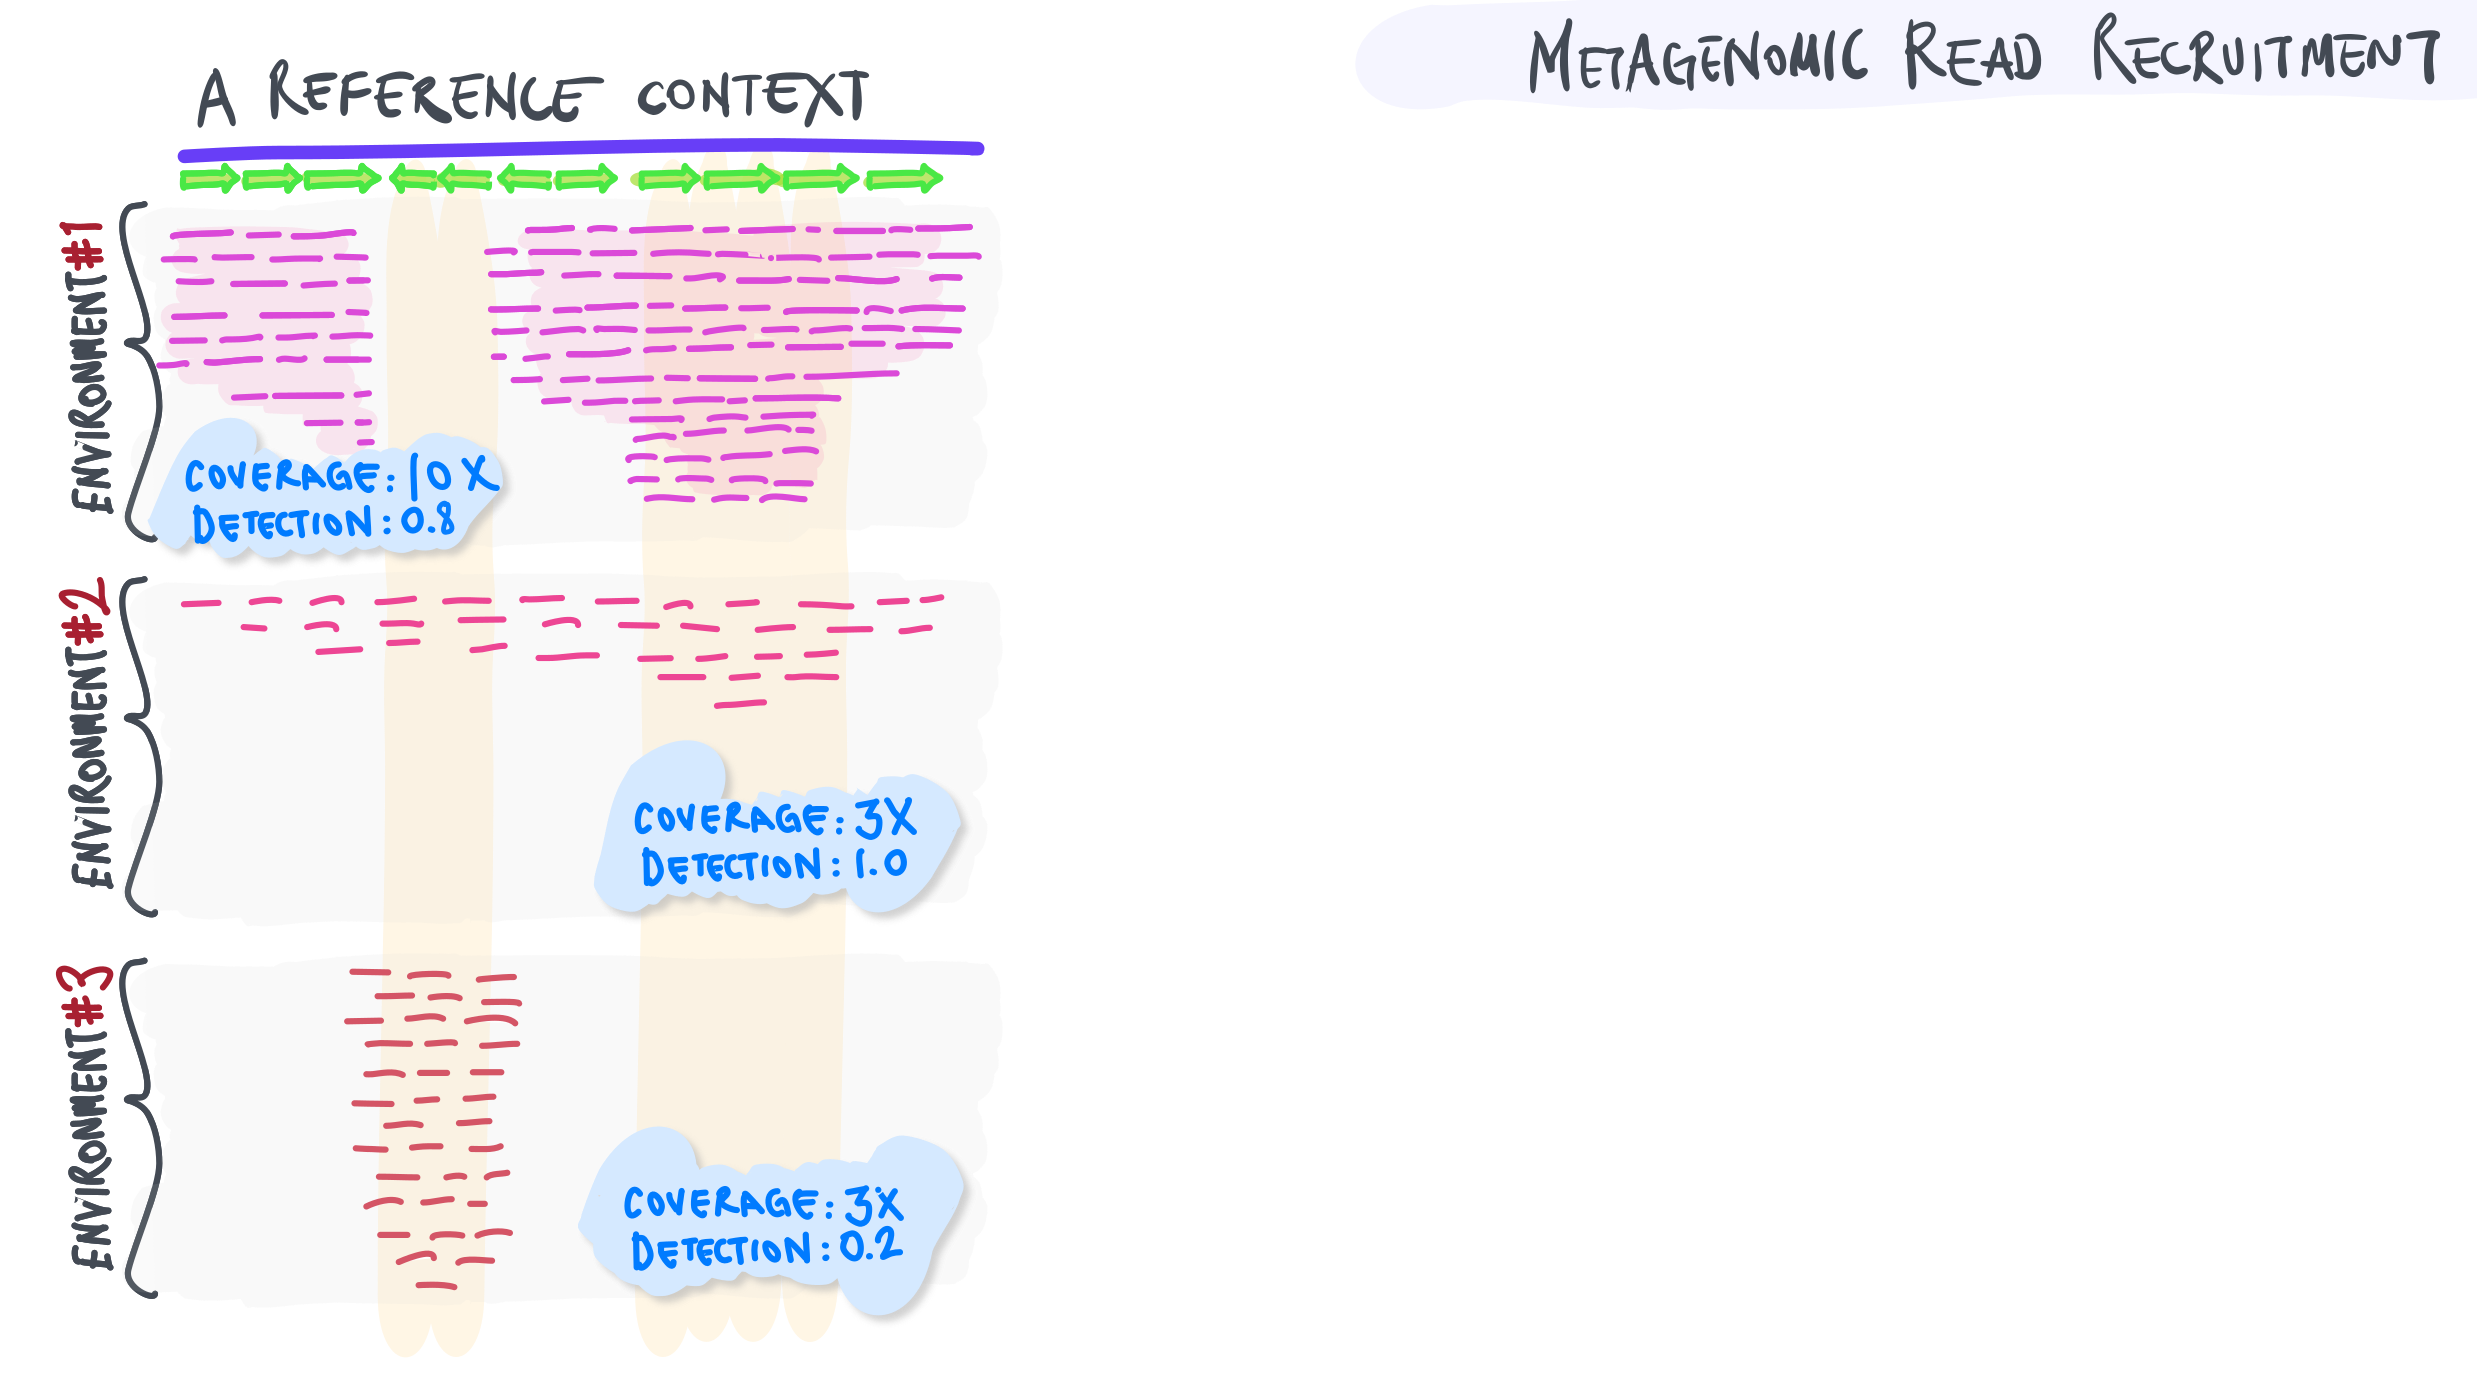 METAGENOMIC READ RECRUITMENT
A REFERENCE CONTEXT
ENVIRONMENT #1
COVERAGE: 10 X
DETECTION: 0.8
ENVIRONMENT #2
COVERAGE: 3X
DETECTION: 1.0
ENVIRONMENT #3
COVERAGE: 3X
DETECTION: 0.2